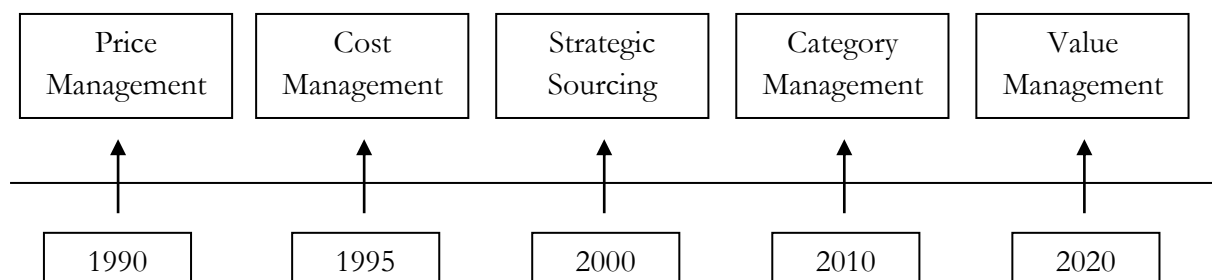 Price
Management
Cost
Management
Strategic
Sourcing
Category
Management
Value
Management
1990
1995
2000
2010
2020